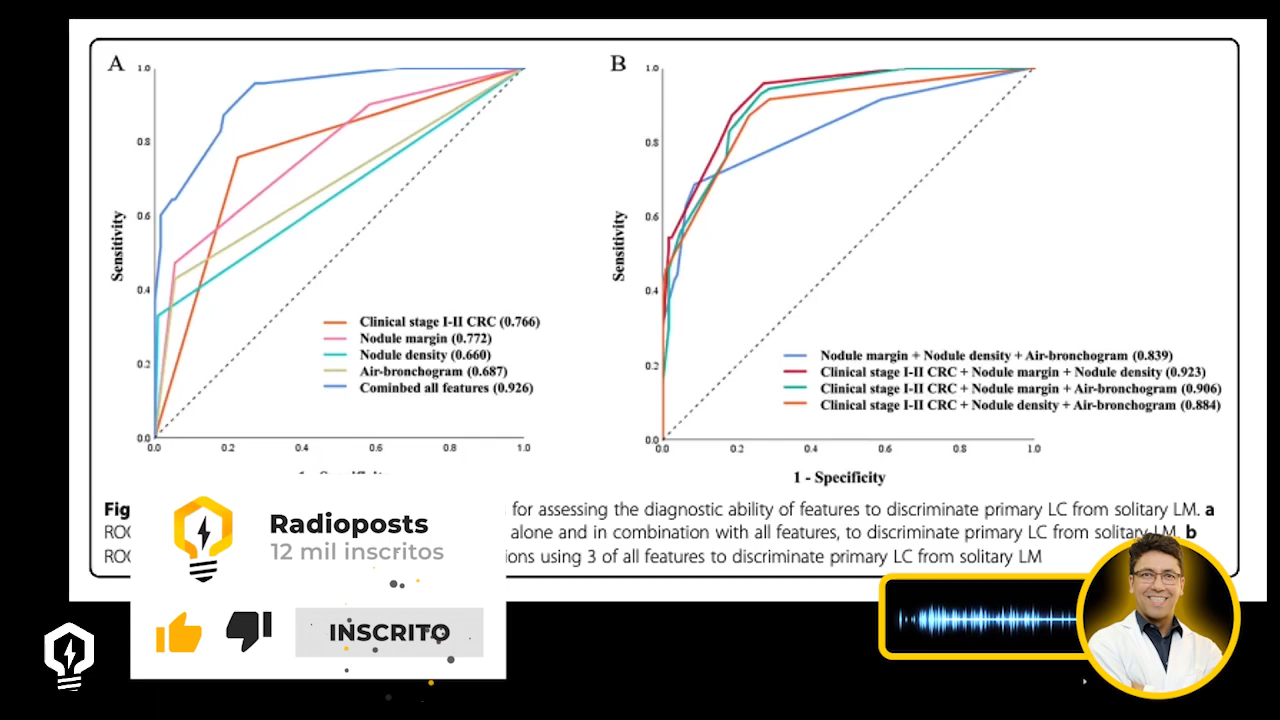 A
1.0
0.8
0.6
0.4
0.2
0.0
0.0 0.2 0.4 0.6 0.8 1.0
Sensitivity
Clinical stage I-II CRC (0.766)
Nodule margin (0.772)
Nodule density (0.660)
Air-bronchogram (0.687)
Cominbed all features (0.926)
B
1.0
0.8
0.6
0.4
0.2
0.0
0.0 0.2 0.4 0.6 0.8 1.0
Sensitivity
Nodule margin + Nodule density + Air-bronchogram (0.839)
Clinical stage I-II CRC + Nodule margin + Nodule density (0.923)
Clinical stage I-II CRC + Nodule margin + Air-bronchogram (0.906)
Clinical stage I-II CRC + Nodule density + Air-bronchogram (0.884)
1 - Specificity
Fig for assessing the diagnostic ability of features to discriminate primary LC from solitary LM. a
ROC alone and in combination with all features, to discriminate primary LC from solitary LM. b
ROC ions using 3 of all features to discriminate primary LC from solitary LM
Radioposts
12 mil inscritos
INSCRITO